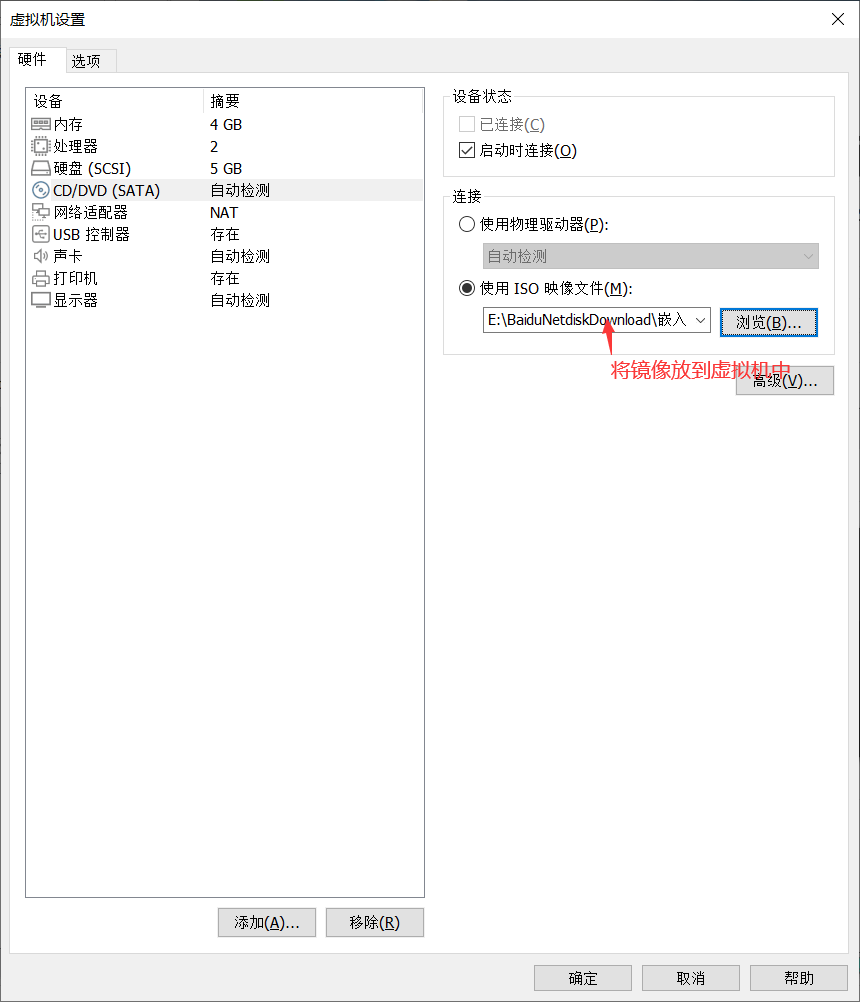 虚拟机设置
硬件
选项
设备
摘要
内存
4 GB
处理器
2
硬盘 (SCSI)
5 GB
CD/DVD (SATA)
自动检测
网络适配器
NAT
USB 控制器
存在
声卡
自动检测
打印机
存在
显示器
自动检测
添加(A)...
移除(R)
设备状态
已连接(C)
启动时连接(O)
连接
使用物理驱动器(P):
自动检测
使用 ISO 映像文件(M):
E:\BaiduNetdiskDownload\嵌入
浏览(B)...
将镜像放到虚拟机中
高级(V)...
确定
取消
帮助